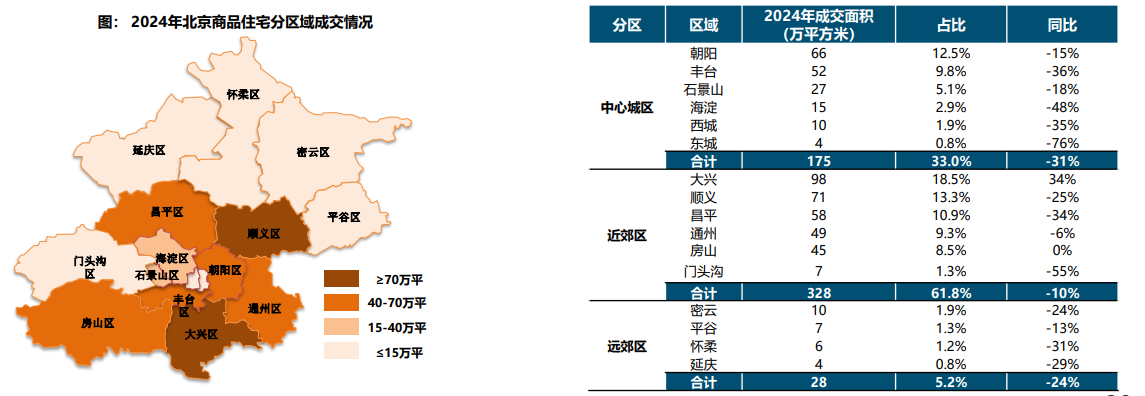 图： 2024年北京商品住宅分区域成交情况
怀柔区
延庆区
密云区
昌平区
平谷区
顺义区
海淀区
门头沟
区
朝阳区
石景山区
丰台
区
通州区
房山区
大兴区
≥70万平
40-70万平
15-40万平
≤15万平
分区 区域 2024年成交面积
（万平方米） 占比 同比
中心城区
朝阳 66 12.5% -15%
丰台 52 9.8% -36%
石景山 27 5.1% -18%
海淀 15 2.9% -48%
西城 10 1.9% -35%
东城 4 0.8% -76%
合计 175 33.0% -31%
近郊区
大兴 98 18.5% 34%
顺义 71 13.3% -25%
昌平 58 10.9% -34%
通州 49 9.3% -6%
房山 45 8.5% 0%
门头沟 7 1.3% -55%
合计 328 61.8% -10%
远郊区
密云 10 1.9% -24%
平谷 7 1.3% -13%
怀柔 6 1.2% -31%
延庆 4 0.8% -29%
合计 28 5.2% -24%